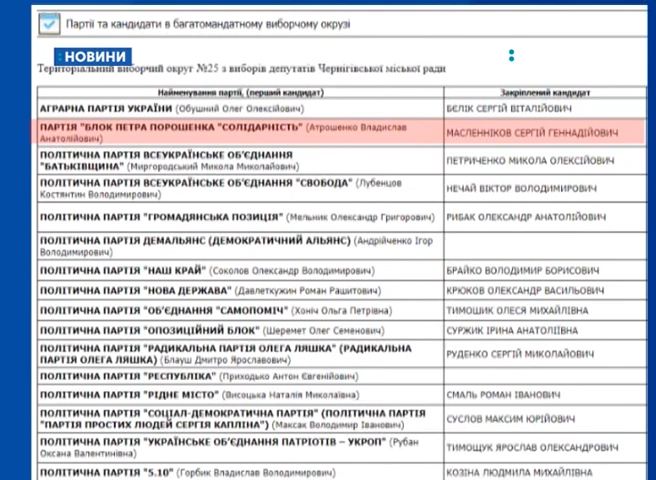 Партії та кандидати в багатомандатному виборчому окрузі
НОВИНИ
Територіальний виборчий округ №25 з виборів депутатів Чернігівської міської ради
Найменування партії, (перший кандидат) Закріплений кандидат
АГРАРНА ПАРТІЯ УКРАЇНИ (Обушний Олег Олексійович) БЄЛІК СЕРГІЙ ВІТАЛІЙОВИЧ
ПАРТІЯ "БЛОК ПЕТРА ПОРОШЕНКА "СОЛІДАРНІСТЬ" (Атрошенко Владислав
Анатолійович) МАСЛЕННІКОВ СЕРГІЙ ГЕННАДІЙОВИЧ
ПОЛІТИЧНА ПАРТІЯ ВСЕУКРАЇНСЬКЕ ОБ'ЄДНАННЯ
"БАТЬКІВЩИНА" (Миргородський Микола Миколайович) ПЕТРИЧЕНКО МИКОЛА ОЛЕКСІЙОВИЧ
ПОЛІТИЧНА ПАРТІЯ ВСЕУКРАЇНСЬКЕ ОБ'ЄДНАННЯ "СВОБОДА" (Лубенцов
Костянтин Володимирович) НЕЧАЙ ВІКТОР ВОЛОДИМИРОВИЧ
ПОЛІТИЧНА ПАРТІЯ "ГРОМАДЯНСЬКА ПОЗИЦІЯ" (Мельник Олександр Григорович) РИБАК ОЛЕКСАНДР АНАТОЛІЙОВИЧ
ПОЛІТИЧНА ПАРТІЯ ДЕМАЛЬЯНС (ДЕМОКРАТИЧНИЙ АЛЬЯНС) (Андрійченко Ігор
Володимирович)
ПОЛІТИЧНА ПАРТІЯ "НАШ КРАЙ" (Соколов Олександр Володимирович) БРАЙКО ВОЛОДИМИР БОРИСОВИЧ
ПОЛІТИЧНА ПАРТІЯ "НОВА ДЕРЖАВА" (Давлеткужин Роман Рашитович) КРЮКОВ ОЛЕКСАНДР ВАСИЛЬОВИЧ
ПОЛІТИЧНА ПАРТІЯ "ОБ'ЄДНАННЯ "САМОПОМІЧ" (Хоніч Ольга Петрівна) ТИМОШИК ОЛЕСЯ МИХАЙЛІВНА
ПОЛІТИЧНА ПАРТІЯ "ОПОЗИЦІЙНИЙ БЛОК" (Шеремет Олег Семенович) СУРЖИК ІРИНА АНАТОЛІЇВНА
ПОЛІТИЧНА ПАРТІЯ "РАДИКАЛЬНА ПАРТІЯ ОЛЕГА ЛЯШКА" (РАДИКАЛЬНА
ПАРТІЯ ОЛЕГА ЛЯШКА) (Блауш Дмитро Ярославович) РУДЕНКО СЕРГІЙ МИКОЛАЙОВИЧ
ПОЛІТИЧНА ПАРТІЯ "РЕСПУБЛІКА" (Приходько Антон Євгенійович)
ПОЛІТИЧНА ПАРТІЯ "РІДНЕ МІСТО" (Висоцька Наталія Миколаївна) СМАЛЬ РОМАН ІВАНОВИЧ
ПОЛІТИЧНА ПАРТІЯ "СОЦІАЛ-ДЕМОКРАТИЧНА ПАРТІЯ" (ПОЛІТИЧНА ПАРТІЯ
"ПАРТІЯ ПРОСТИХ ЛЮДЕЙ СЕРГІЯ КАПЛІНА") (Максак Володимир Іванович) СУСЛОВ МАКСИМ ЮРІЙОВИЧ
ПОЛІТИЧНА ПАРТІЯ "УКРАЇНСЬКЕ ОБ'ЄДНАННЯ ПАТРІОТІВ – УКРОП" (Рубан
Оксана Валентинівна) ТИМОЩУК ЯРОСЛАВ ОЛЕКСАНДРОВИЧ
ПОЛІТИЧНА ПАРТІЯ "5.10" (Горбик Владислав Володимирович) КОЗІНА ЛЮДМИЛА МИХАЙЛІВНА